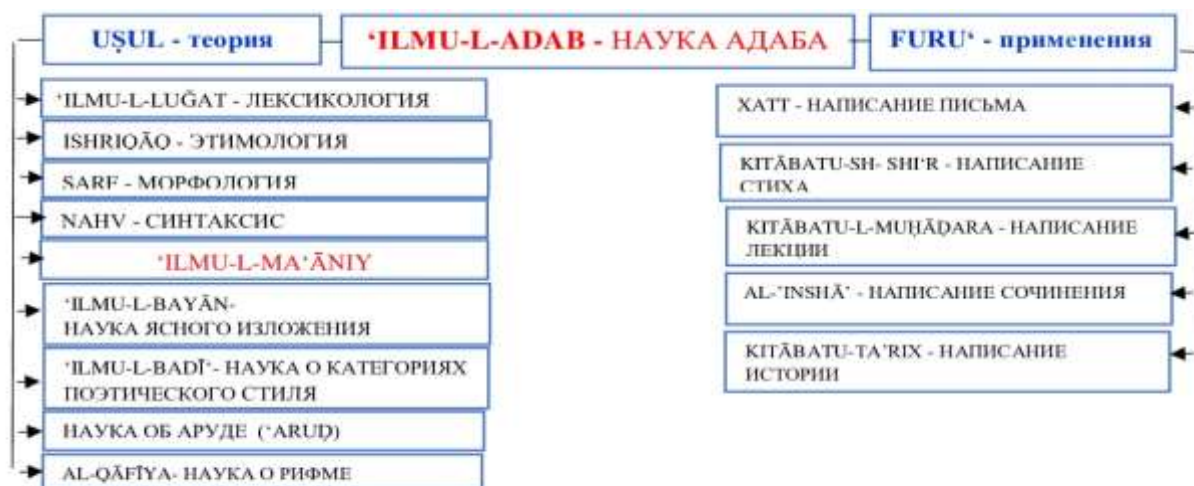 UṢUL - теория
‘ILMU-L-ADAB - НАУКА АДАБА
FURU‘ - применения
‘ILMU-L-LUĞAT - ЛЕКСИКОЛОГИЯ
ISHRIQĀQ - ЭТИМОЛОГИЯ
SARF - МОРФОЛОГИЯ
NAHV - СИНТАКСИС
‘ILMU-L-MA‘ĀNIY
‘ILMU-L-BAYĀN-
НАУКА ЯСНОГО ИЗЛОЖЕНИЯ
‘ILMU-L-BADĪ‘- НАУКА О КАТЕГОРИЯХ
ПОЭТИЧЕСКОГО СТИЛЯ
НАУКА ОБ АРУДЕ (‘ARUḌ)
AL-QĀFĪYA- НАУКА О РИФМЕ
XATT - НАПИСАНИЕ ПИСЬМА
KITĀBATU-SH- SHI‘R - НАПИСАНИЕ
СТИХА
KITĀBATU-L-MUḤĀḌARA - НАПИСАНИЕ
ЛЕКЦИИ
AL-’INSHĀ’ - НАПИСАНИЕ СОЧИНЕНИЯ
KITĀBATU-TA’RIX - НАПИСАНИЕ
ИСТОРИИ